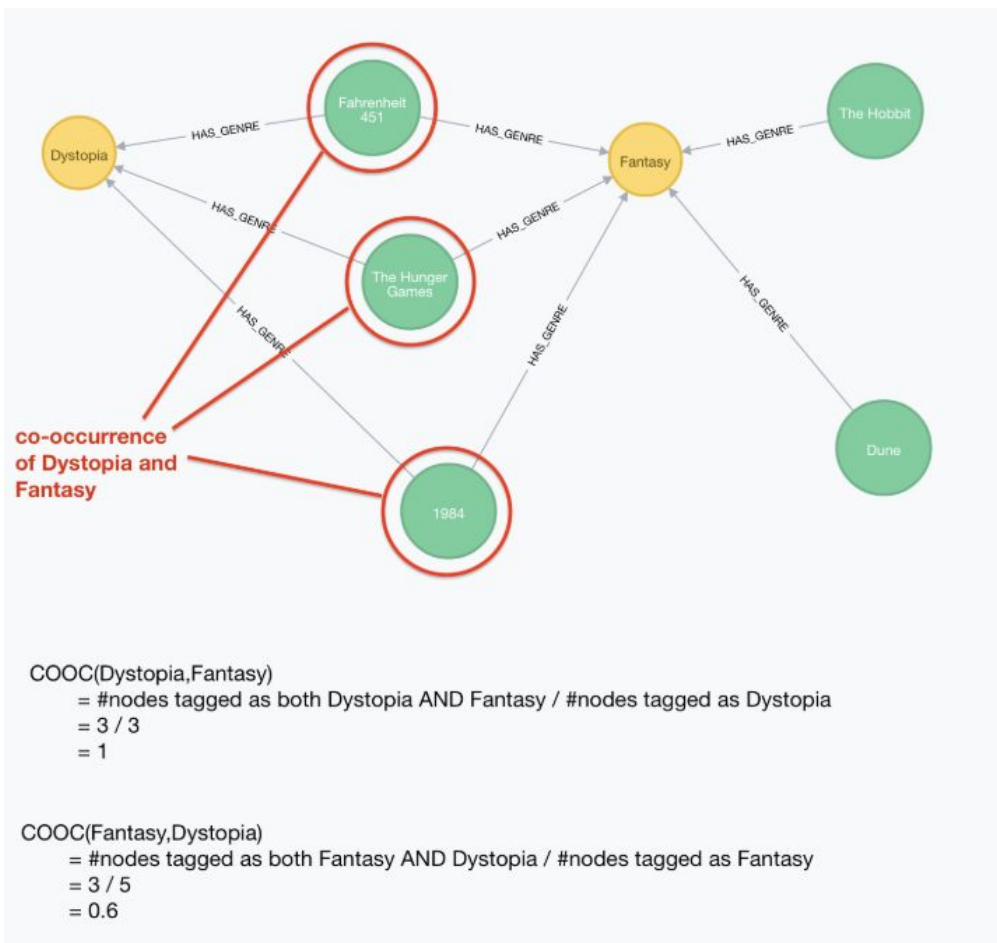 Fahrenheit
451
The Hobbit
HAS_GENRE
HAS_GENRE
HAS_GENRE
Dystopia
Fantasy
HAS_GENRE
HAS_GENRE
The Hunger
Games
HAS_GENRE
HAS_GENRE
HAS_GENRE
co-occurrence
of Dystopia and
Fantasy
Dune
1984
COOC(Dystopia,Fantasy)
= #nodes tagged as both Dystopia AND Fantasy / #nodes tagged as Dystopia
= 3 / 3
= 1
COOC(Fantasy,Dystopia)
= #nodes tagged as both Fantasy AND Dystopia / #nodes tagged as Fantasy
= 3 / 5
= 0.6